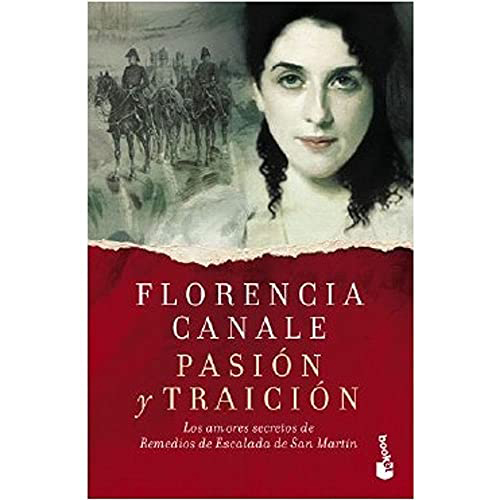 FLORENCIA
CANALE
PASIÓN
y TRAICIÓN
Los amores secretos de
Remedios de Escalada de San Martín
booket